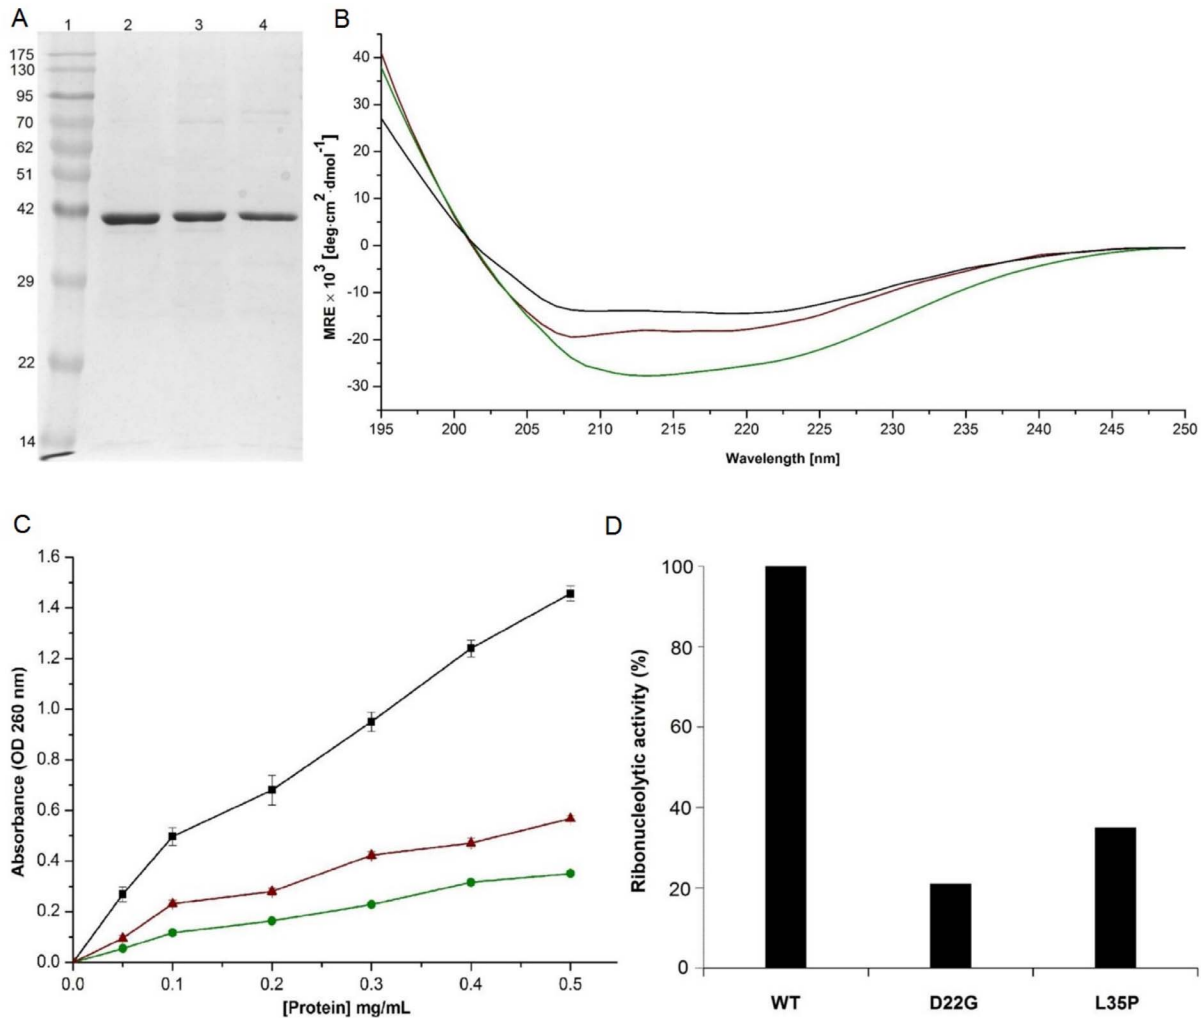 A
1 2 3 4
175
130
95
70
62
51
42
29
22
14
B
MRE × 10³ [deg·cm²·dmol⁻¹]
40
30
20
10
0
-10
-20
-30
195 200 205 210 215 220 225 230 235 240 245 250
Wavelength [nm]
C
Absorbance (OD 260 nm)
1.6
1.4
1.2
1.0
0.8
0.6
0.4
0.2
0.0
0.0 0.1 0.2 0.3 0.4 0.5
[Protein] mg/mL
D
Ribonucleolytic activity (%)
100
80
60
40
20
0
WT D22G L35P